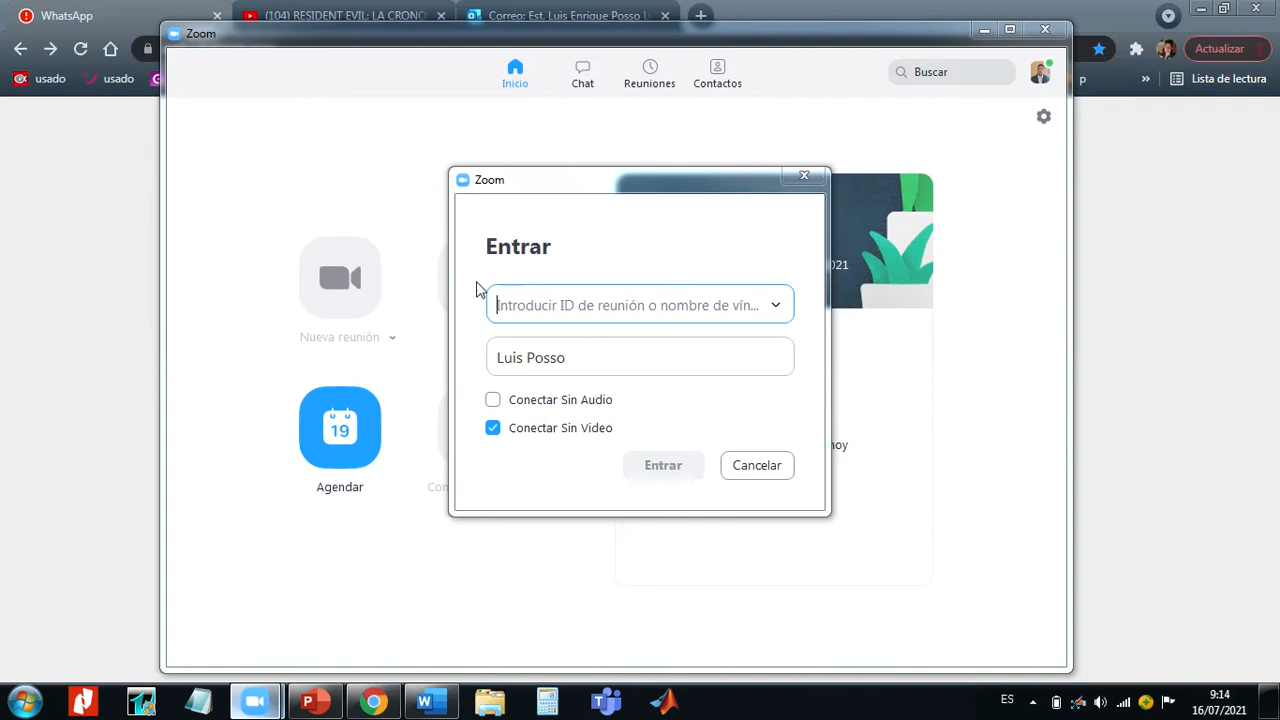 WhatsApp
(104) RESIDENT EVIL: LA CRONO
Correo: Est. Luis Enrique Posso L
Zoom
Actualizar
usado
usado
p
»
Lista de lectura
Inicio
Chat
Reuniones
Contactos
Buscar
Zoom
Entrar
Introducir ID de reunión o nombre de vín...
Luis Posso
Conectar Sin Audio
Conectar Sin Video
Entrar
Cancelar
021
Nueva reunión
19
hoy
Agendar
Con
ES
9:14
16/07/2021